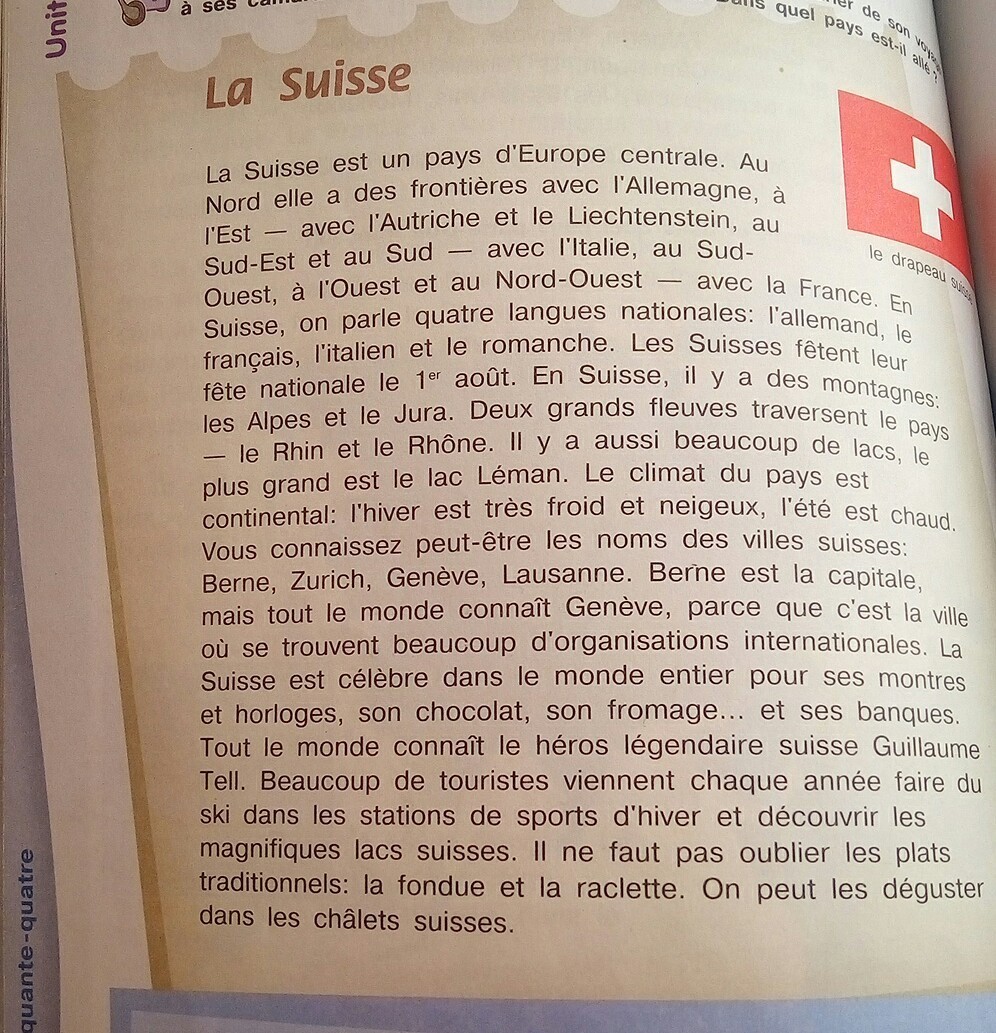 Unit
à ses
de son
quel pays est-il allé ?
La Suisse
La Suisse est un pays d'Europe centrale. Au
Nord elle a des frontières avec l'Allemagne, à
l'Est — avec l'Autriche et le Liechtenstein, au
Sud-Est et au Sud — avec l'Italie, au Sud-
Ouest, à l'Ouest et au Nord-Ouest — avec la France. En
Suisse, on parle quatre langues nationales: l'allemand, le
français, l'italien et le romanche. Les Suisses fêtent leur
fête nationale le 1er août. En Suisse, il y a des montagnes:
les Alpes et le Jura. Deux grands fleuves traversent le pays
— le Rhin et le Rhône. Il y a aussi beaucoup de lacs, le
plus grand est le lac Léman. Le climat du pays est
continental: l'hiver est très froid et neigeux, l'été est chaud.
Vous connaissez peut-être les noms des villes suisses:
Berne, Zurich, Genève, Lausanne. Berne est la capitale,
mais tout le monde connaît Genève, parce que c'est la ville
où se trouvent beaucoup d'organisations internationales. La
Suisse est célèbre dans le monde entier pour ses montres
et horloges, son chocolat, son fromage... et ses banques.
Tout le monde connaît le héros légendaire suisse Guillaume
Tell. Beaucoup de touristes viennent chaque année faire du
ski dans les stations de sports d'hiver et découvrir les
magnifiques lacs suisses. Il ne faut pas oublier les plats
traditionnels: la fondue et la raclette. On peut les déguster
dans les châlets suisses.
le drapeau suisse
quante-quatre